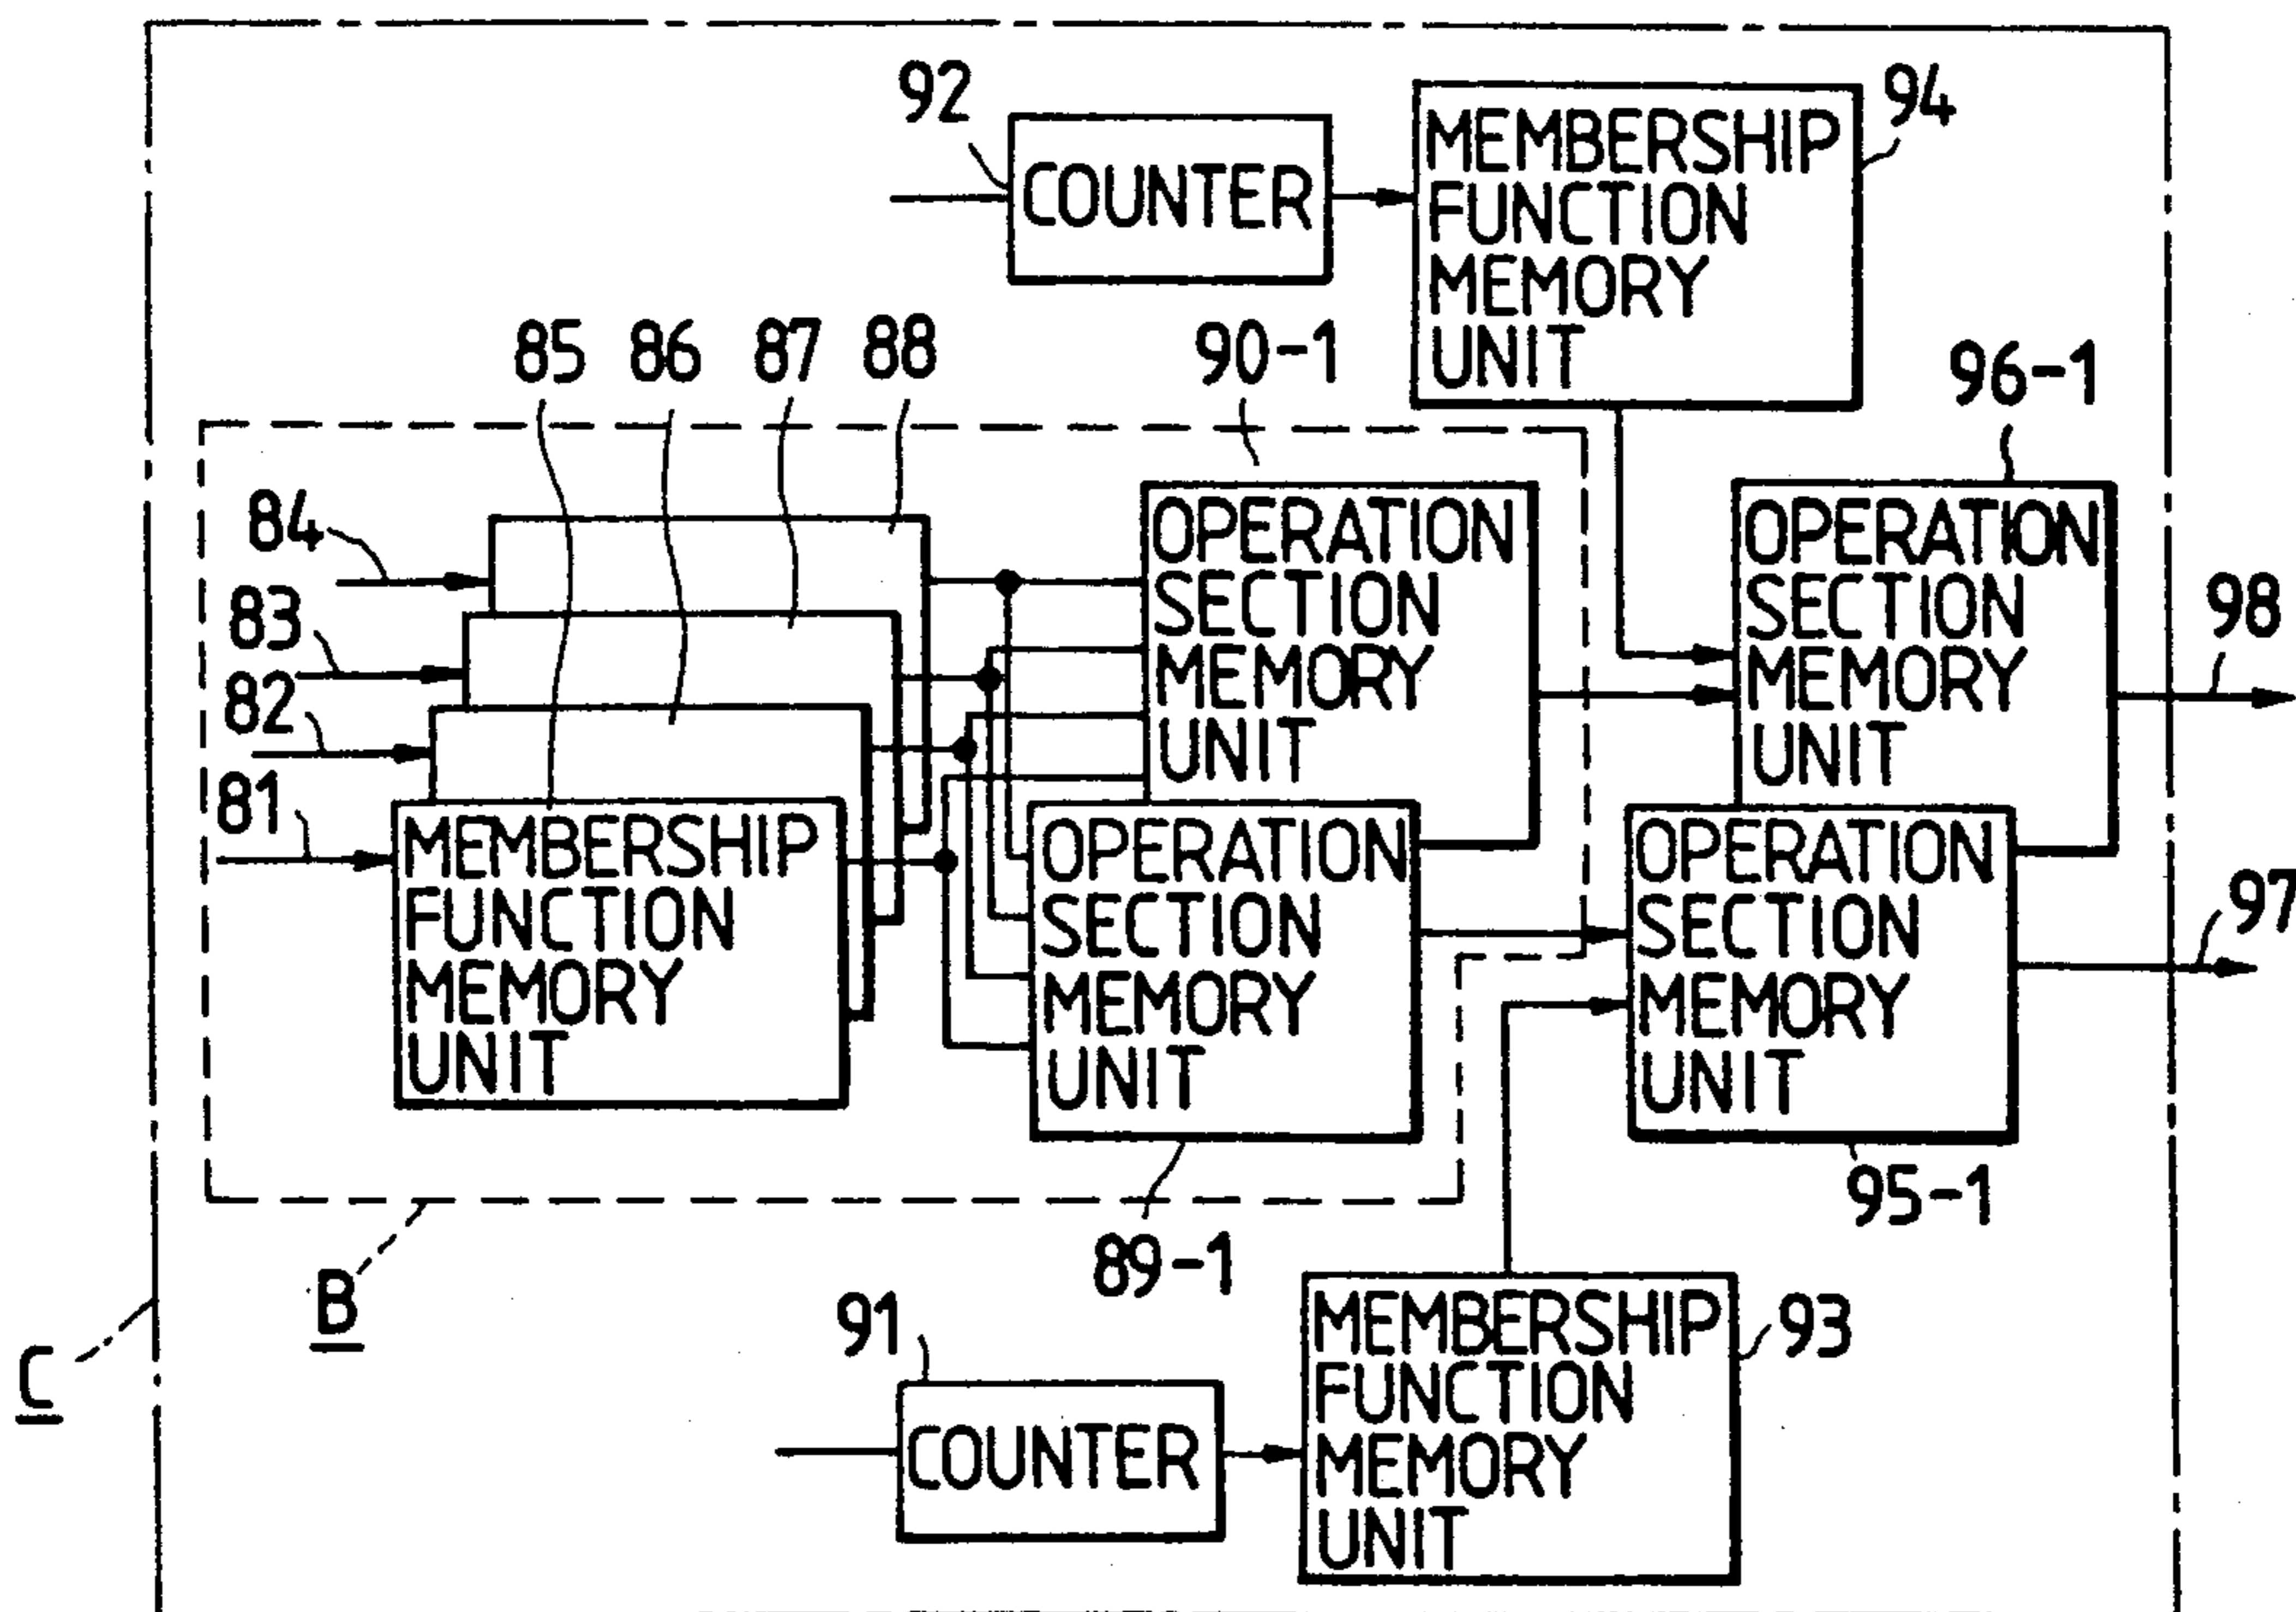 92
COUNTER
MEMBERSHIP
FUNCTION
MEMORY
UNIT
94
85
86
87
88
90-1
96-1
84
83
82
81
MEMBERSHIP
FUNCTION
MEMORY
UNIT
OPERATION
SECTION
MEMORY
UNIT
OPERATION
SECTION
MEMORY
UNIT
OPERATION
SECTION
MEMORY
UNIT
98
OPERATION
SECTION
MEMORY
UNIT
97
95-1
89-1
B
C
91
COUNTER
MEMBERSHIP
FUNCTION
MEMORY
UNIT
93